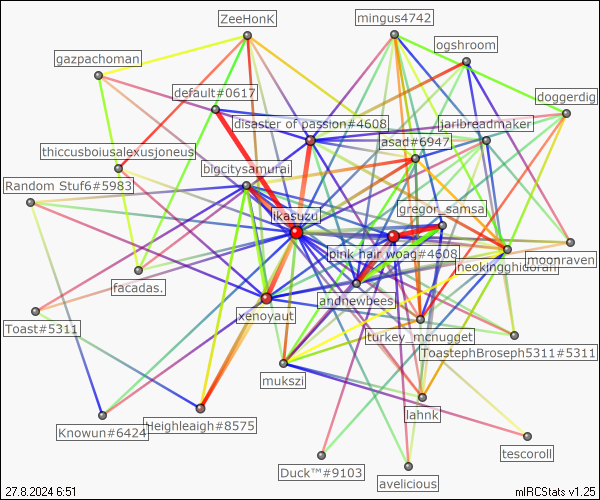 ZeeHonK
mingus4742
ogshroom
gazpachoman
default#0617
doggerdig
disaster of passion#4608
jarlbreadmaker
asad#6947
thiccusboiusalexusjoneus
bigcitysamurai
Random Stuf6#5983
ikasuzu
gregor_samsa
pink hair woag#4608
neokingghidorah
moonraven
facadas.
andnewbees
xenoyaut
Toast#5311
turkey_mcnugget
ToastephBroseph5311#5311
mukszi
lahnk
Knowun#6424
Heighleaigh#8575
tescoroll
Duck™#9103
avelicious
27.8.2024 6:51
mIRCStats v1.25